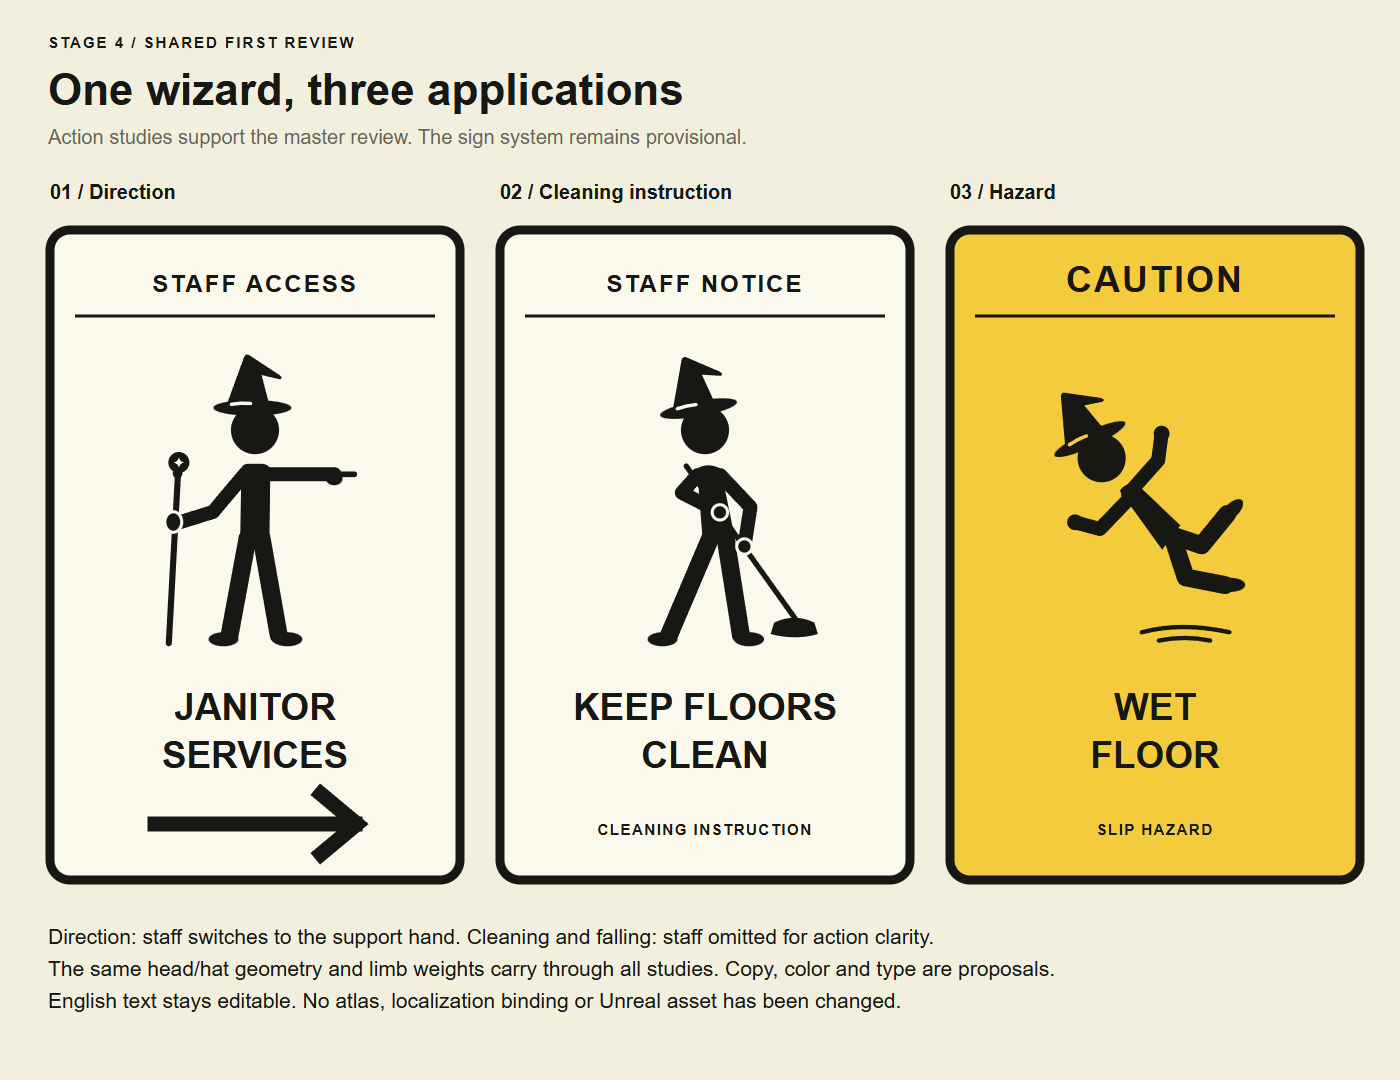 STAGE 4 / SHARED FIRST REVIEW
One wizard, three applications
Action studies support the master review. The sign system remains provisional.
01 / Direction
STAFF ACCESS
JANITOR
SERVICES
02 / Cleaning instruction
STAFF NOTICE
KEEP FLOORS
CLEAN
CLEANING INSTRUCTION
03 / Hazard
CAUTION
WET
FLOOR
SLIP HAZARD
Direction: staff switches to the support hand. Cleaning and falling: staff omitted for action clarity.
The same head/hat geometry and limb weights carry through all studies. Copy, color and type are proposals.
English text stays editable. No atlas, localization binding or Unreal asset has been changed.